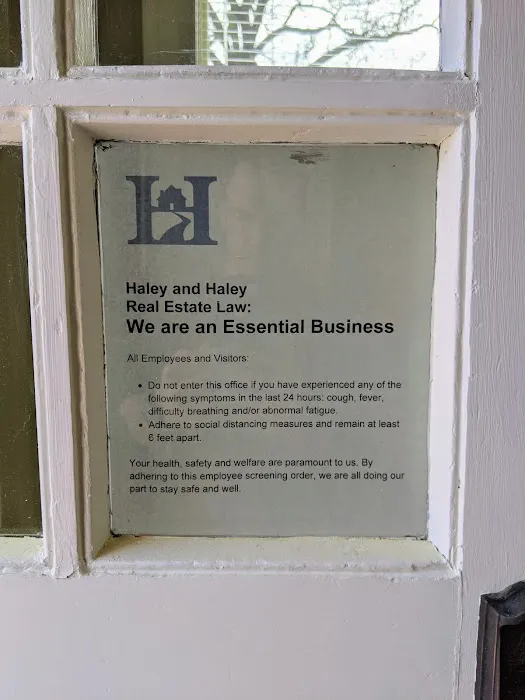 H
Haley and Haley
Real Estate Law:
We are an Essential Business
All Employees and Visitors:
• Do not enter this office if you have experienced any of the
following symptoms in the last 24 hours: cough, fever,
difficulty breathing and/or abnormal fatigue.
• Adhere to social distancing measures and remain at least
6 feet apart.
Your health, safety and welfare are paramount to us. By
adhering to this employee screening order, we are all doing our
part to stay safe and well.